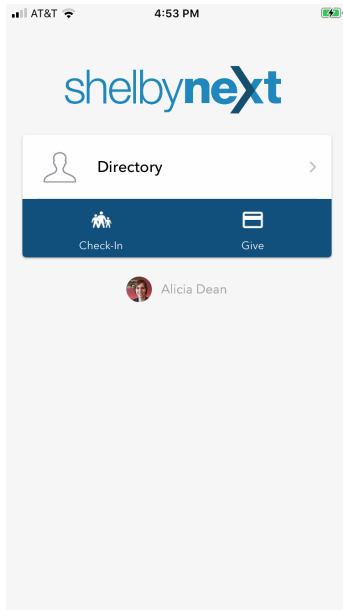 AT&T 4:53 PM
shelbynext
Directory
Check-In Give
Alicia Dean